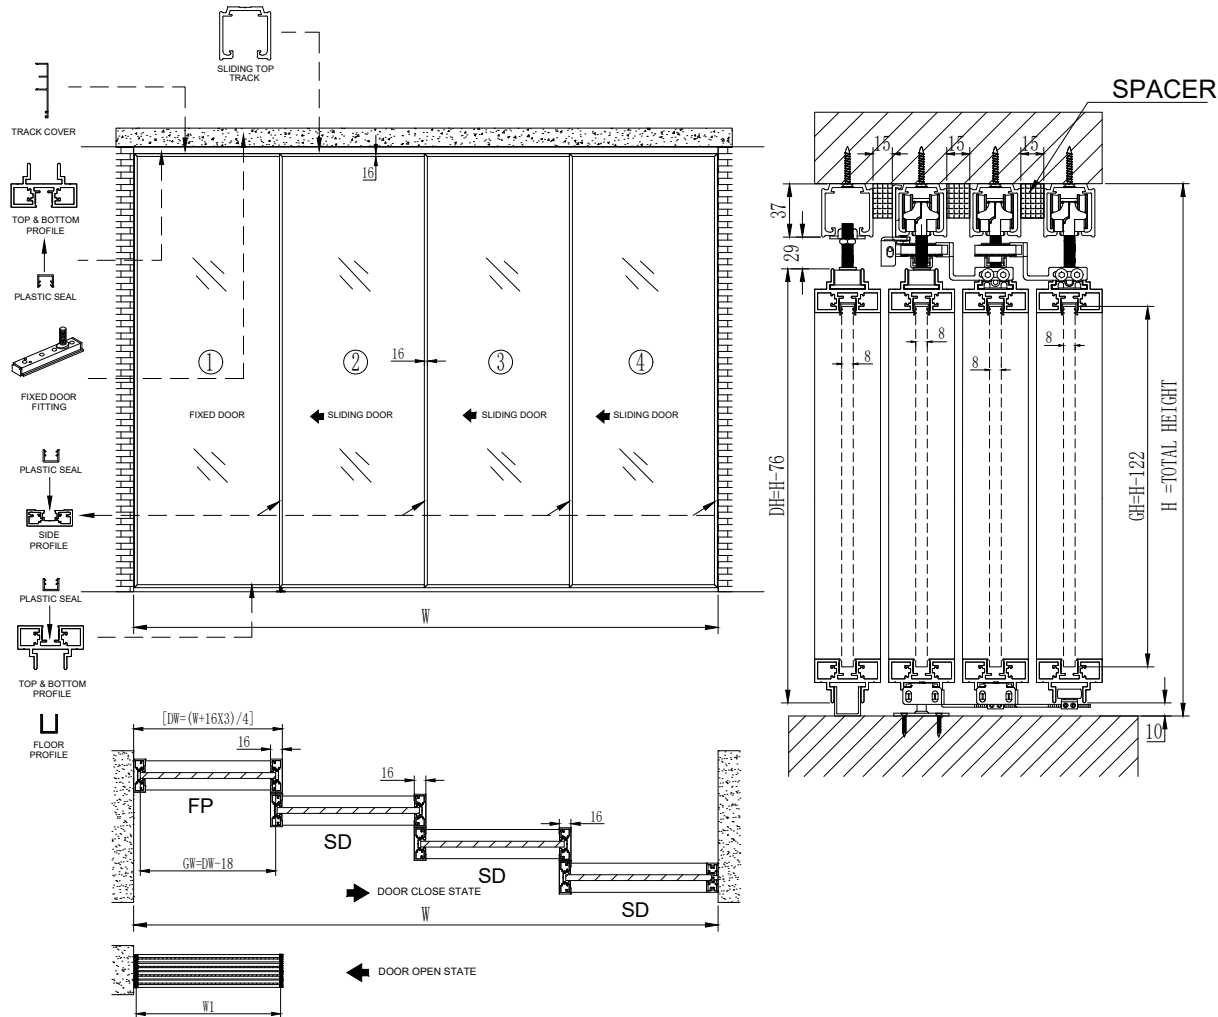 SLIDING TOP
TRACK
TRACK COVER
TOP & BOTTOM
PROFILE
PLASTIC SEAL
FIXED DOOR
FITTING
PLASTIC SEAL
SIDE
PROFILE
PLASTIC SEAL
TOP & BOTTOM
PROFILE
FLOOR
PROFILE
16
16
1
2
3
4
FIXED DOOR
SLIDING DOOR
SLIDING DOOR
SLIDING DOOR
W
[DW=(W+16X3)/4]
16
16
16
FP
SD
SD
SD
GW=DW-18
DOOR CLOSE STATE
W
DOOR OPEN STATE
W1
SPACER
15
15
15
37
29
8
8
8
8
DH=H-76
GH=H-122
H =TOTAL HEIGHT
10